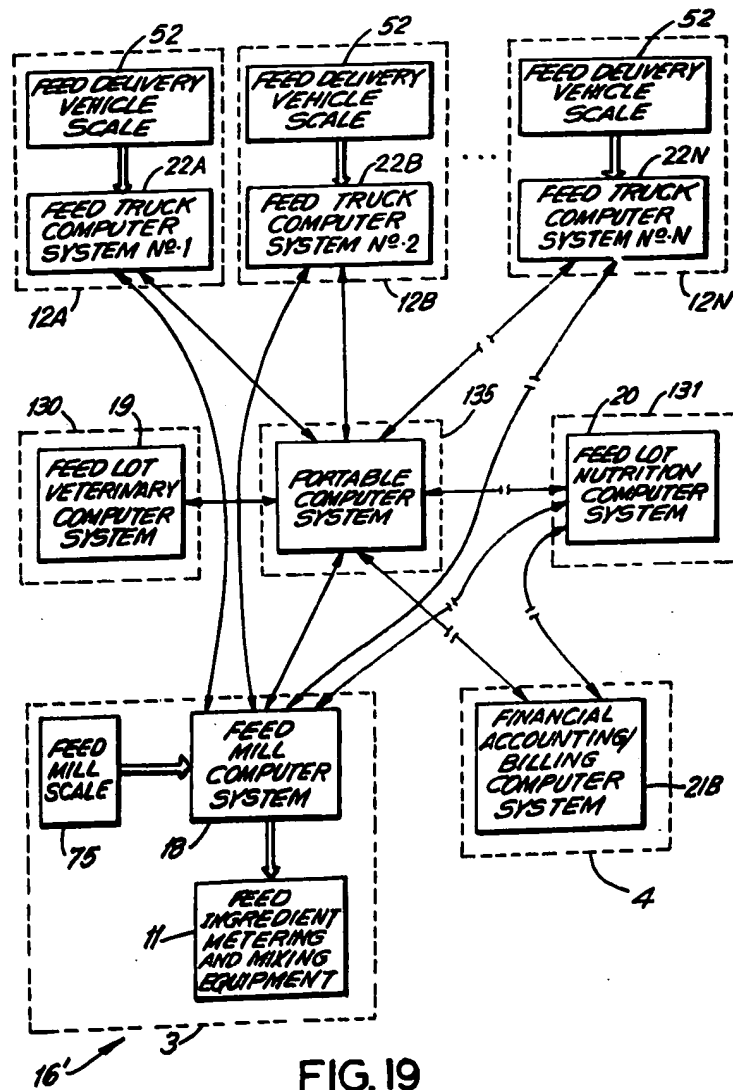 52
52
52
FEED DELIVERY
VEHICLE
SCALE
FEED DELIVERY
VEHICLE
SCALE
FEED DELIVERY
VEHICLE
SCALE
22A
22B
...
22N
FEED TRUCK
COMPUTER
SYSTEM Nº.1
FEED TRUCK
COMPUTER
SYSTEM Nº.2
FEED TRUCK
COMPUTER
SYSTEM Nº.N
12A
12B
12N
130
19
135
20
131
FEED LOT
VETERINARY
COMPUTER
SYSTEM
PORTABLE
COMPUTER
SYSTEM
FEED LOT
NUTRITION
COMPUTER
SYSTEM
FEED
MILL
SCALE
75
FEED
MILL
COMPUTER
SYSTEM
18
FINANCIAL
ACCOUNTING/
BILLING
COMPUTER
SYSTEM
21B
4
11
FEED
INGREDIENT
METERING
AND MIXING
EQUIPMENT
3
16'
FIG. 19